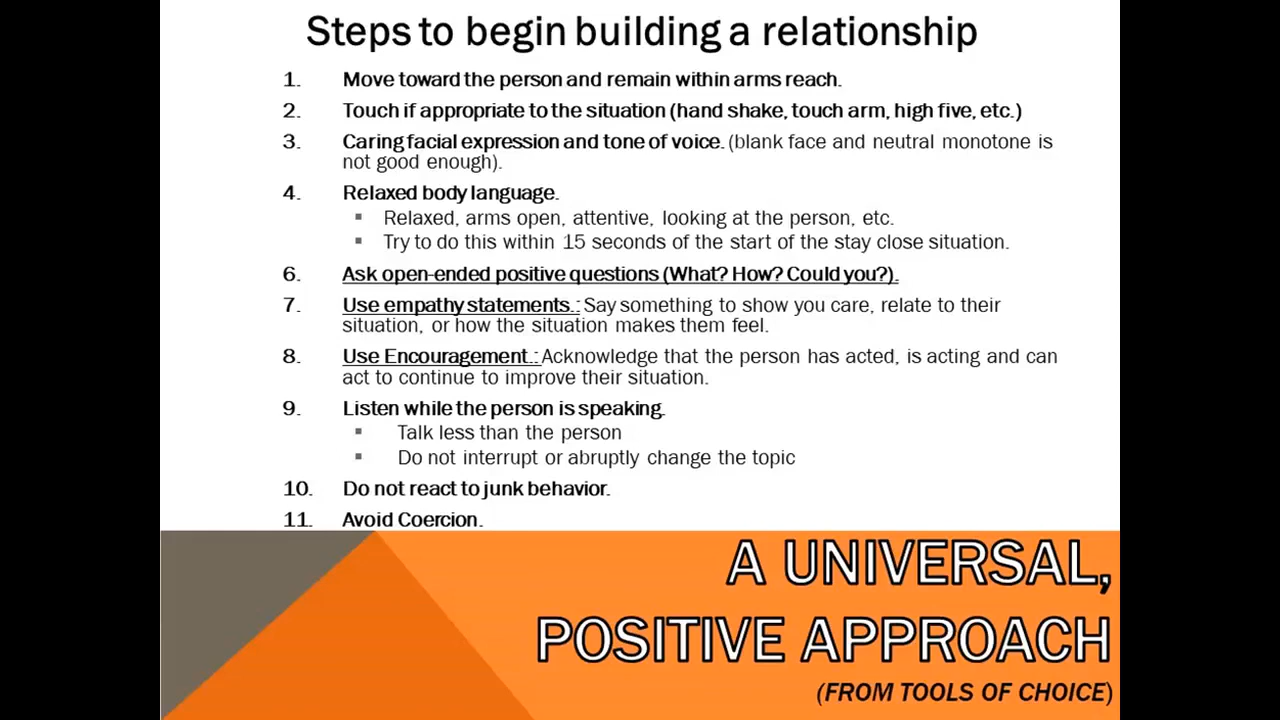 Steps to begin building a relationship
1. Move toward the person and remain within arms reach.
2. Touch if appropriate to the situation (hand shake, touch arm, high five, etc.)
3. Caring facial expression and tone of voice. (blank face and neutral monotone is
not good enough).
4. Relaxed body language.
▪ Relaxed, arms open, attentive, looking at the person, etc.
▪ Try to do this within 15 seconds of the start of the stay close situation.
6. Ask open-ended positive questions (What? How? Could you?).
7. Use empathy statements.: Say something to show you care, relate to their
situation, or how the situation makes them feel.
8. Use Encouragement.: Acknowledge that the person has acted, is acting and can
act to continue to improve their situation.
9. Listen while the person is speaking.
▪ Talk less than the person
▪ Do not interrupt or abruptly change the topic
10. Do not react to junk behavior.
11. Avoid Coercion.
A UNIVERSAL,
POSITIVE APPROACH
(FROM TOOLS OF CHOICE)